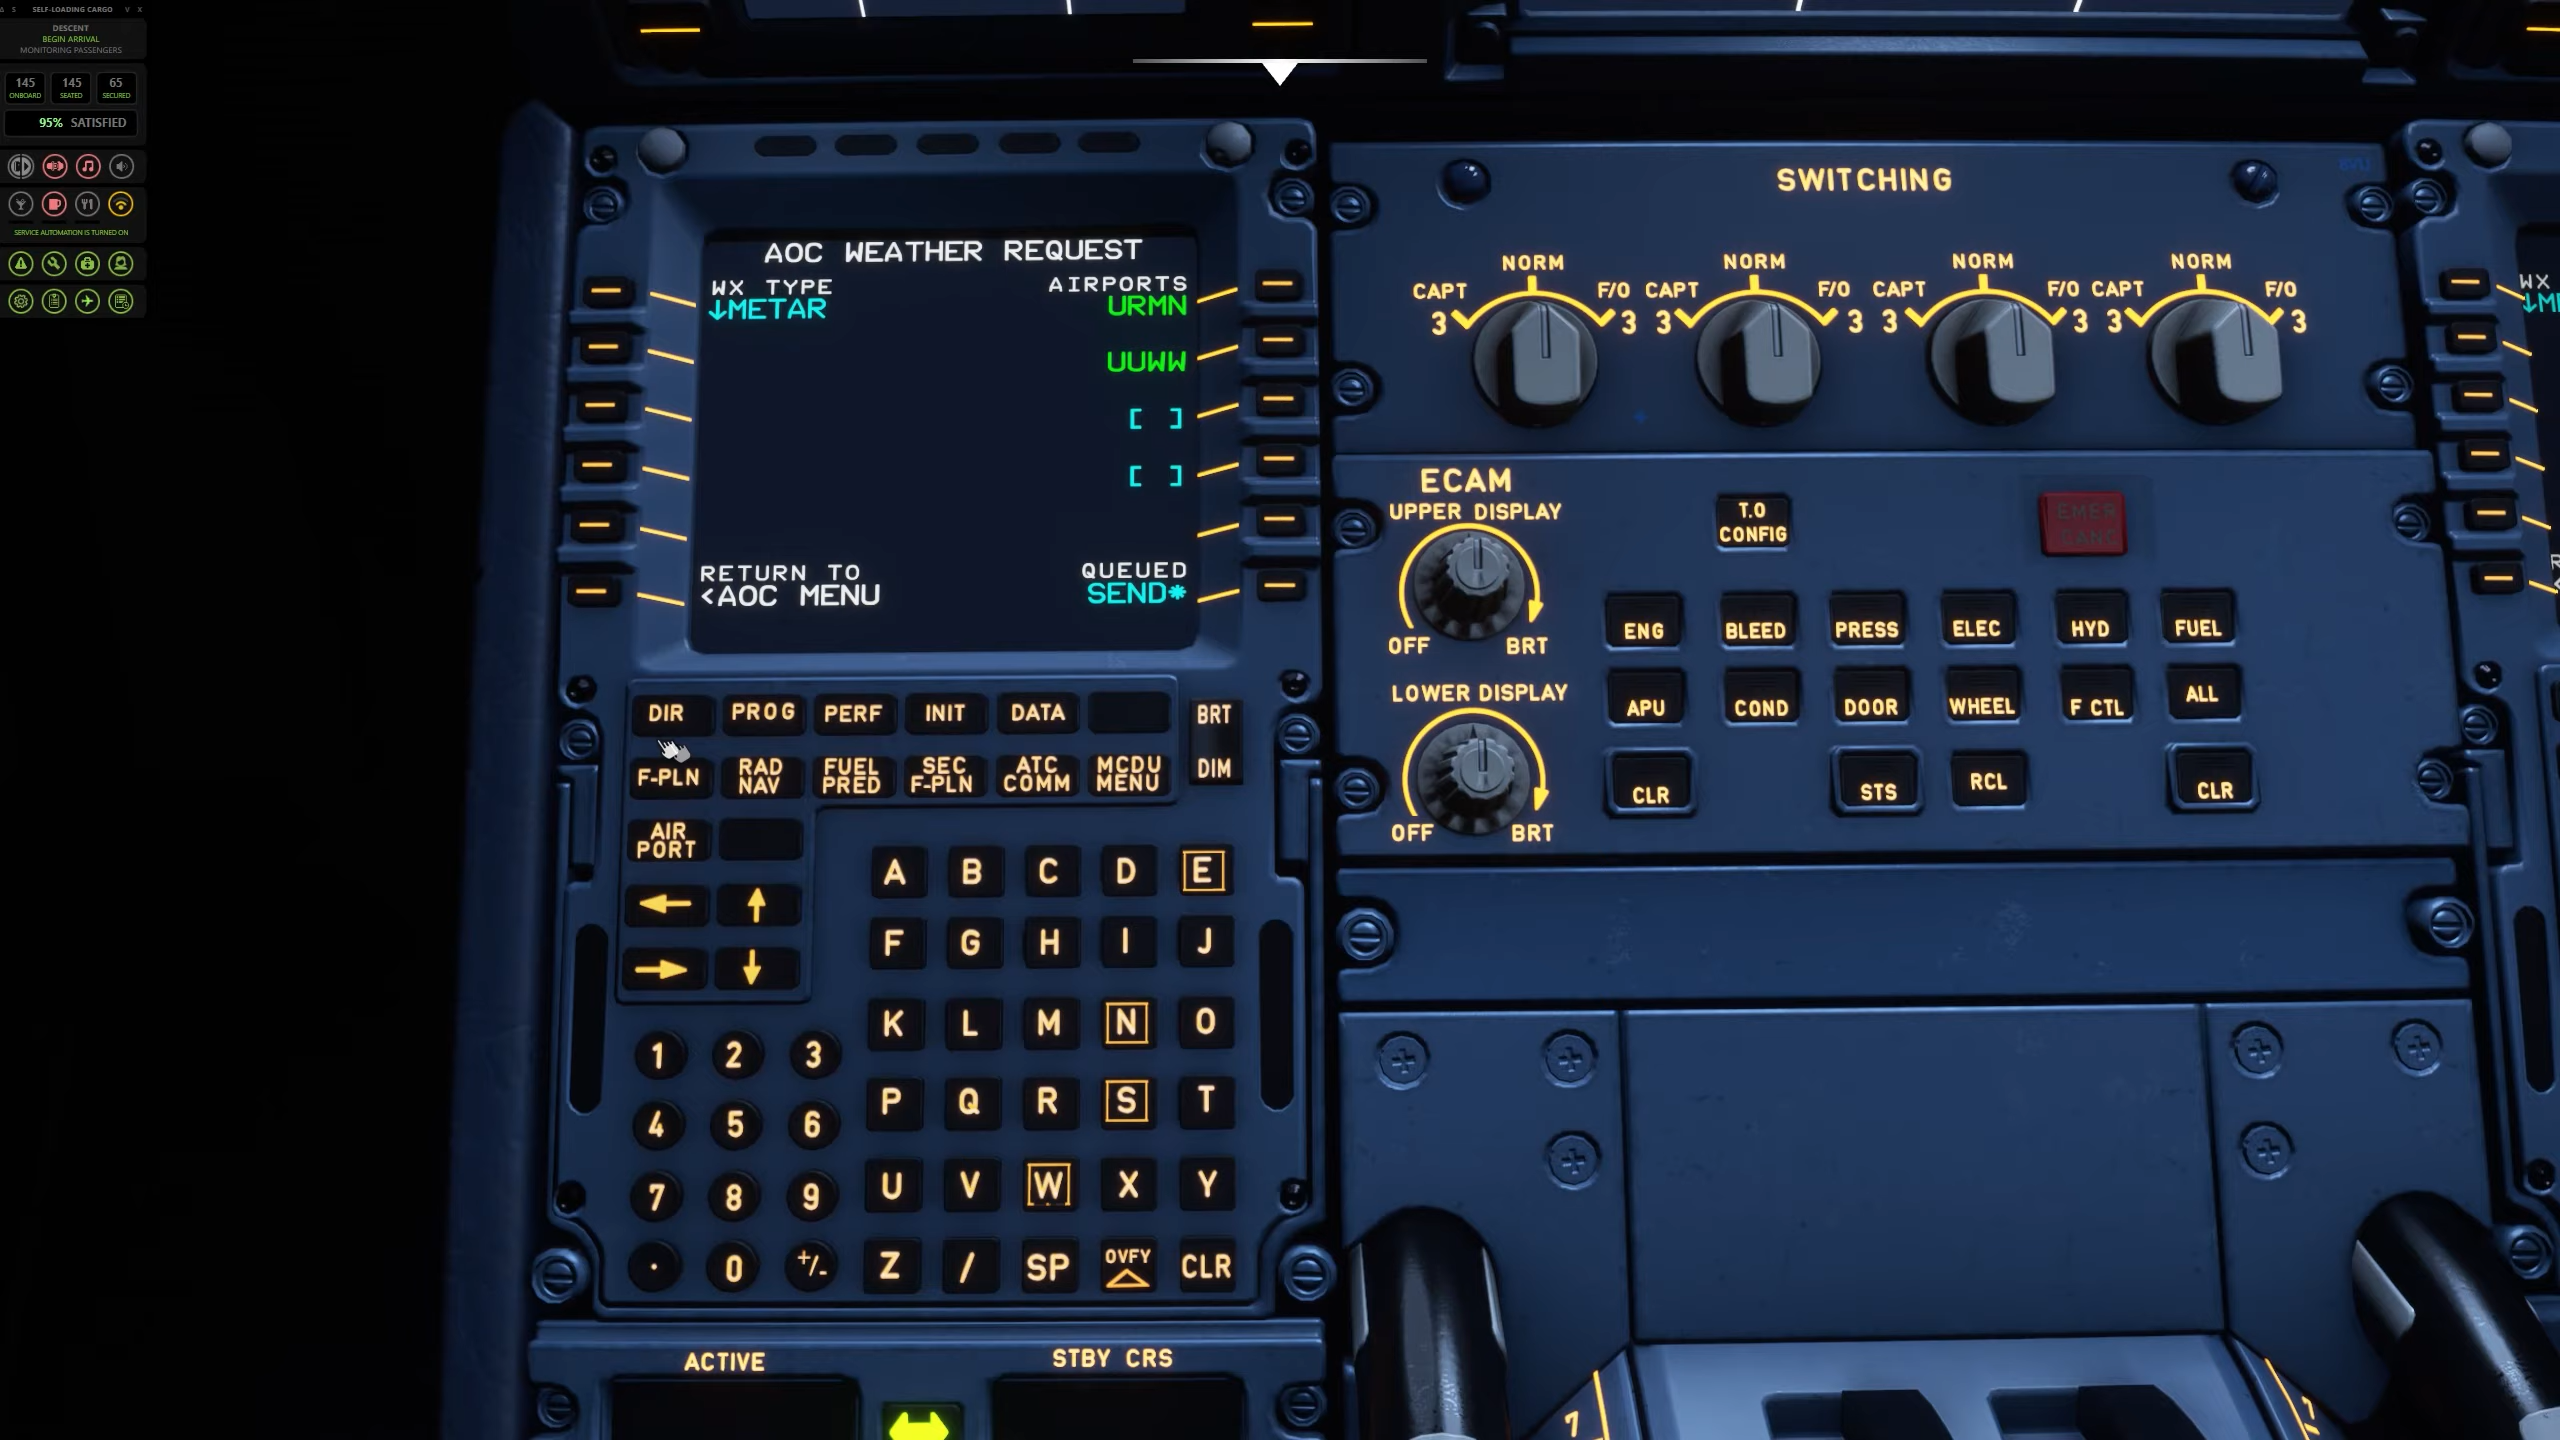 SELF-LOADING CARGO
DESCENT
BEGIN ARRIVAL
MONITORING PASSENGERS
145 145 65
ONBOARD SEATED SECURED
95% SATISFIED
SERVICE AUTOMATION IS TURNED ON
AOC WEATHER REQUEST
WX TYPE AIRPORTS
↓METAR URMN
UUWW
[ ]
[ ]
RETURN TO QUEUED
<AOC MENU SEND*
DIR PROG PERF INIT DATA
BRT
F-PLN RAD NAV FUEL PRED SEC F-PLN ATC COMM MCDU MENU
DIM
AIR PORT
← ↑
→ ↓
A B C D E
F G H I J
K L M N O
P Q R S T
U V W X Y
Z / SP OVFY CLR
1 2 3
4 5 6
7 8 9
. 0 +/-
ACTIVE STBY CRS
SWITCHING
NORM NORM NORM NORM
CAPT F/O CAPT F/O CAPT F/O CAPT F/O
3 3 3 3 3 3 3 3
ECAM
UPPER DISPLAY
OFF BRT
LOWER DISPLAY
OFF BRT
T.O
CONFIG
EMER
CANC
ENG BLEED PRESS ELEC HYD FUEL
APU COND DOOR WHEEL F CTL ALL
CLR STS RCL CLR
WX